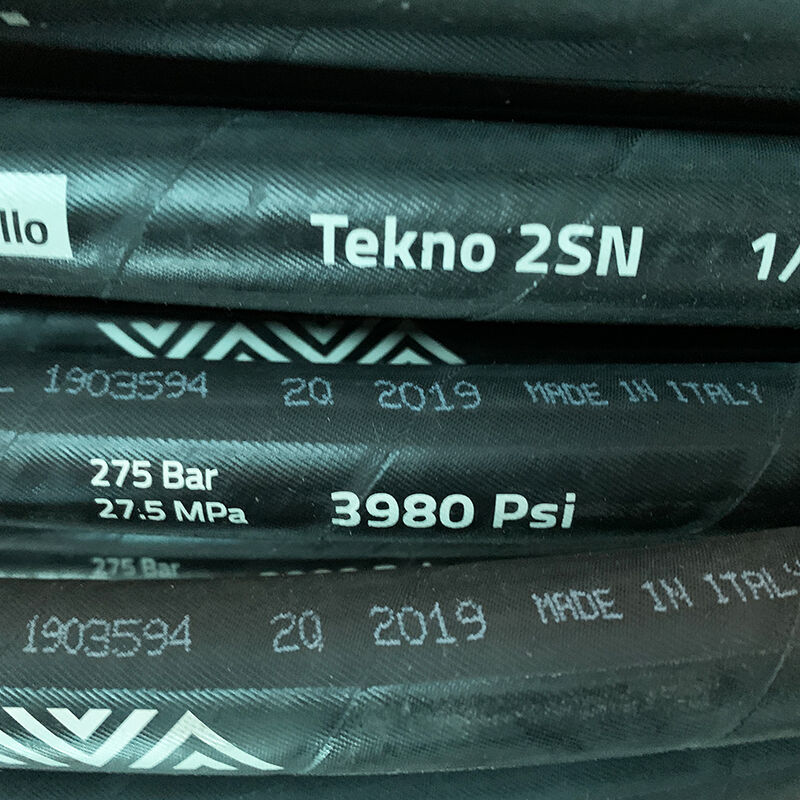 llo Tekno 2SN 1/
L 1903594 2Q 2019 MADE IN ITALY
275 Bar
27.5 MPa 3980 Psi
275 Bar
1903594 2Q 2019 MADE IN ITALY